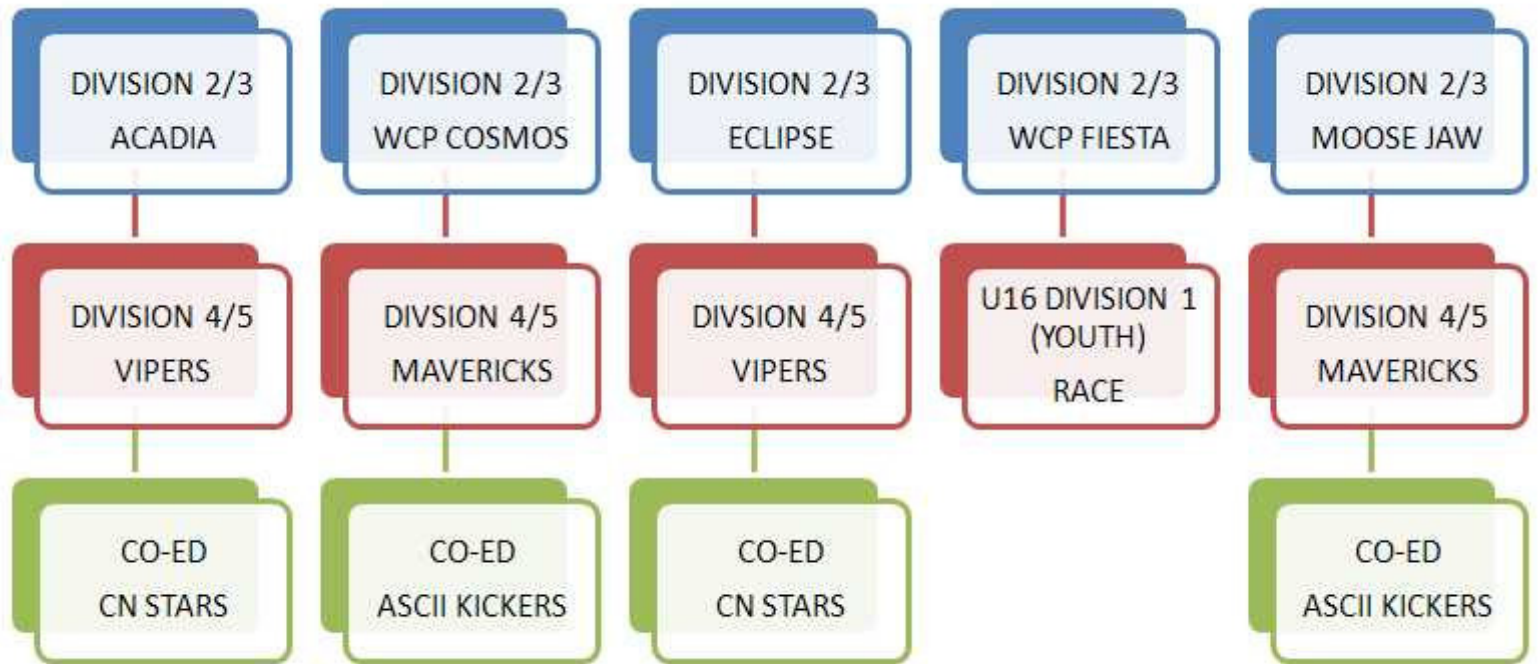 DIVISION 2/3
ACADIA
DIVISION 2/3
WCP COSMOS
DIVISION 2/3
ECLIPSE
DIVISION 2/3
WCP FIESTA
DIVISION 2/3
MOOSE JAW
DIVISION 4/5
VIPERS
DIVSION 4/5
MAVERICKS
DIVSION 4/5
VIPERS
U16 DIVISION 1
(YOUTH)
RACE
DIVISION 4/5
MAVERICKS
CO-ED
CN STARS
CO-ED
ASCII KICKERS
CO-ED
CN STARS
CO-ED
ASCII KICKERS